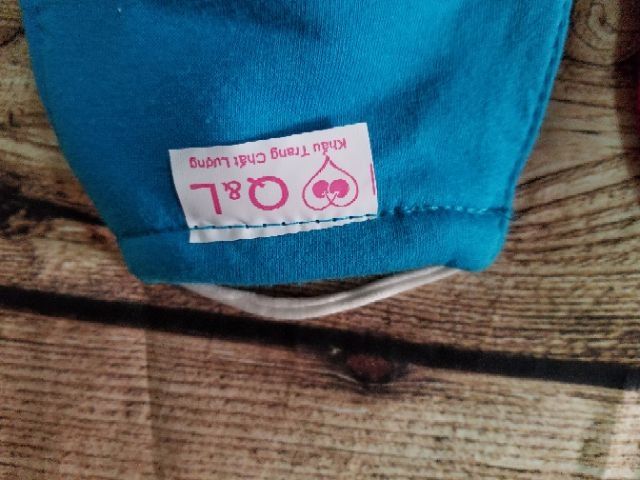 Q&L
Khẩu Trang Chất Lượng